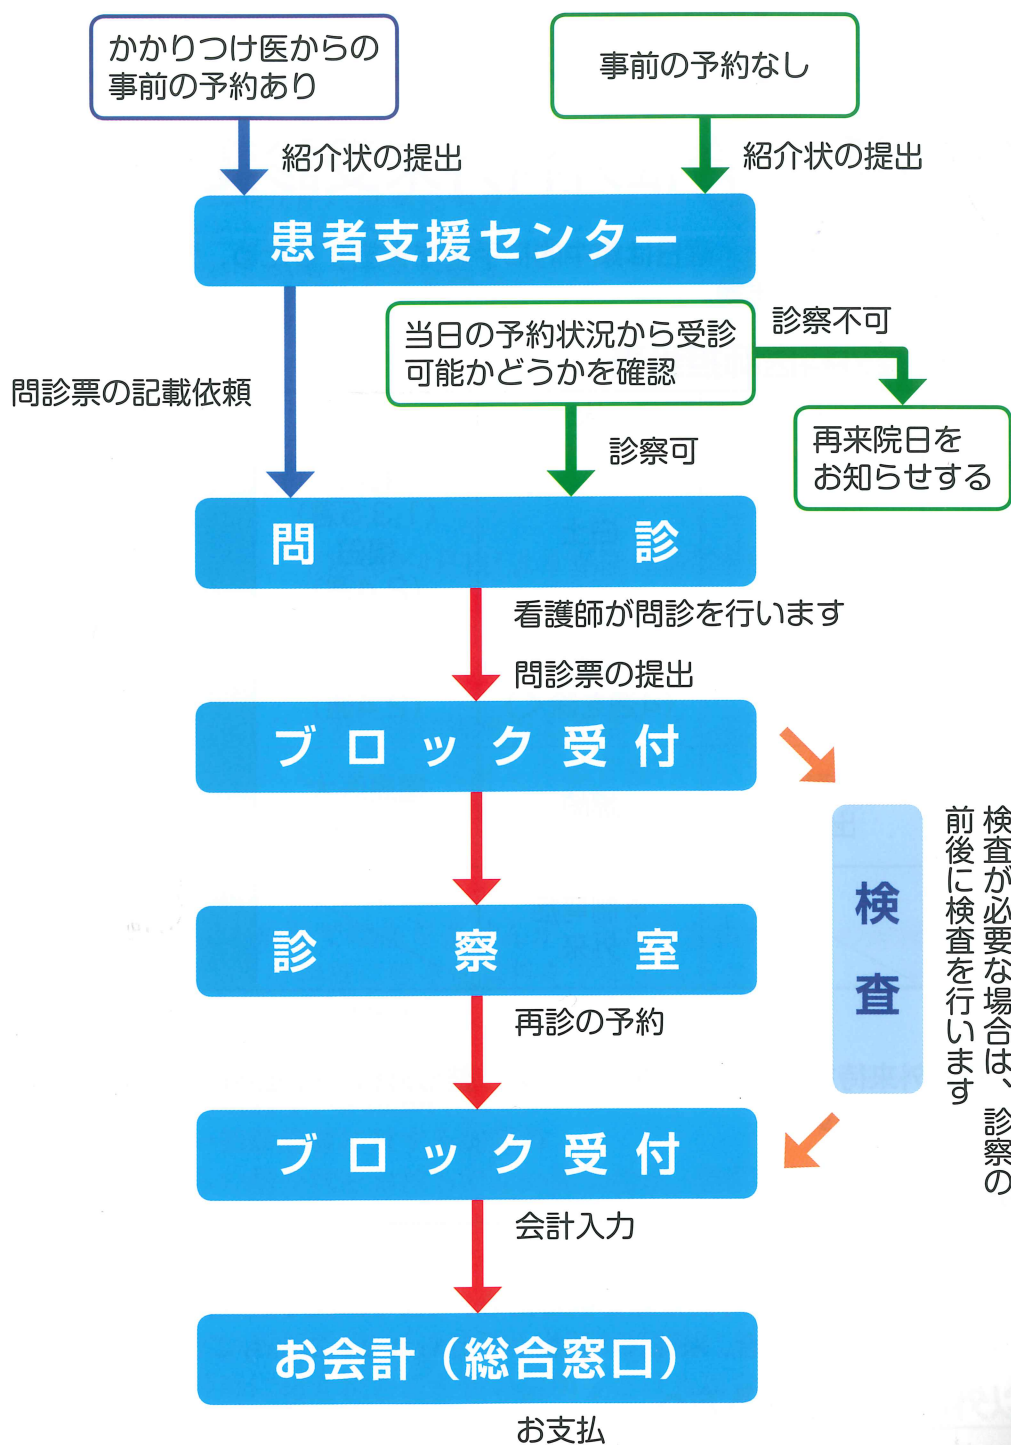 かかりつけ医からの
事前の予約あり
事前の予約なし
紹介状の提出
紹介状の提出
患者支援センター
当日の予約状況から受診
可能かどうかを確認
診察不可
問診票の記載依頼
再来院日を
お知らせする
診察可
問診
看護師が問診を行います
問診票の提出
ブロック受付
検査
検査が必要な場合は、診察の
前後に検査を行います
診察室
再診の予約
ブロック受付
会計入力
お会計（総合窓口）
お支払